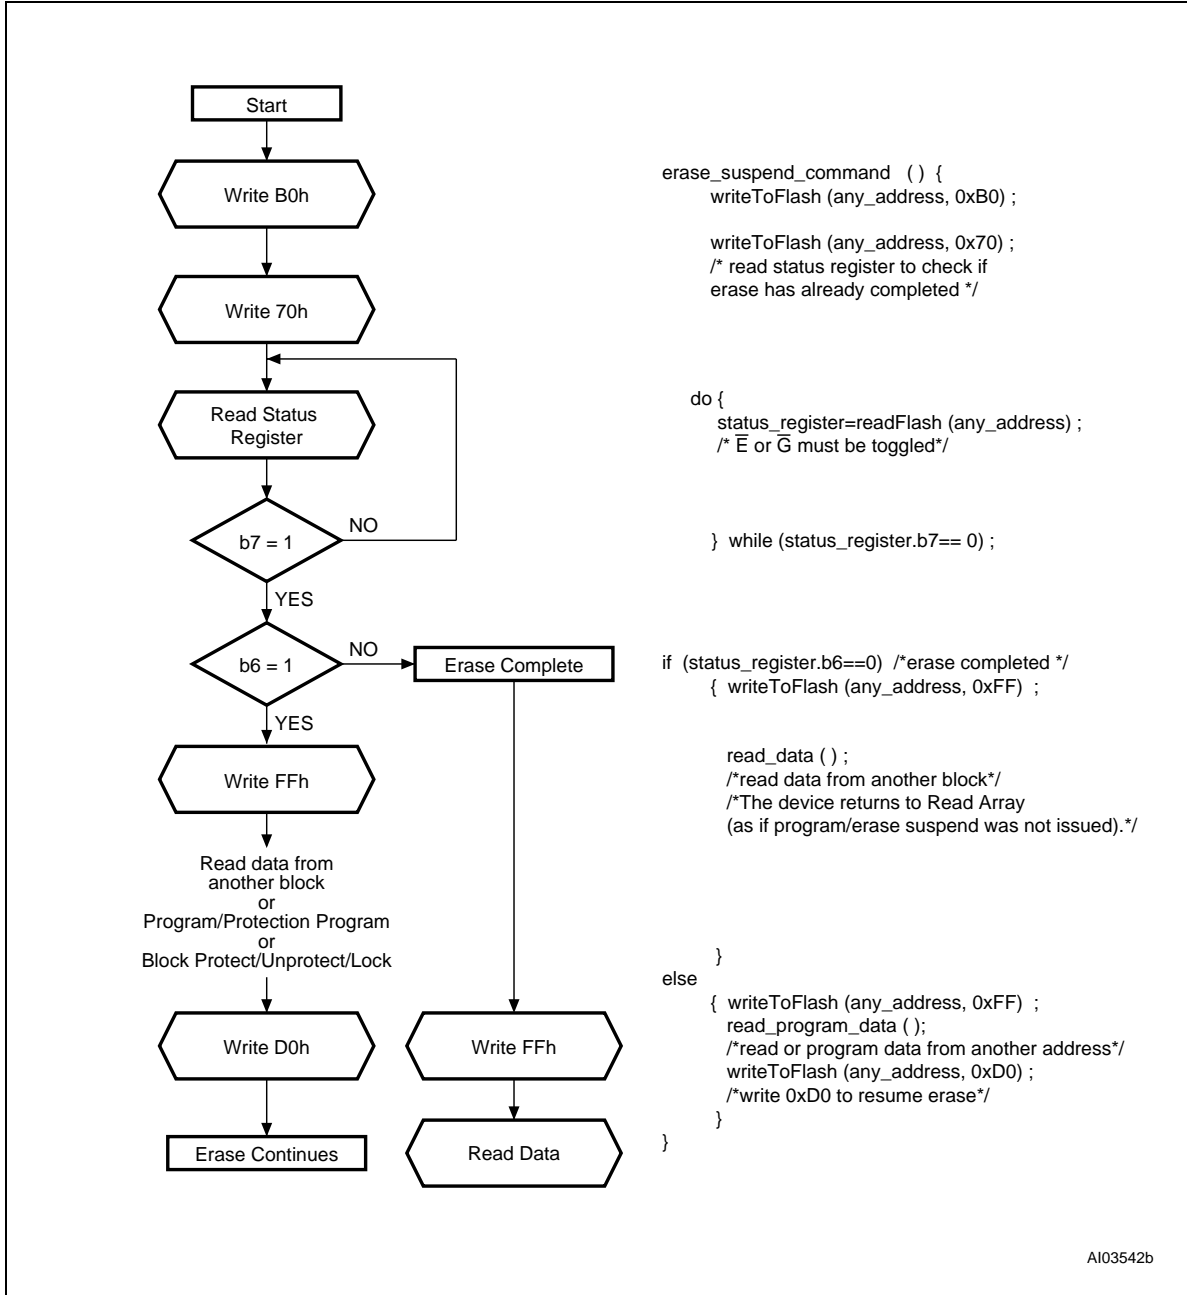 Start
Write B0h
Write 70h
Read Status
Register
NO
b7 = 1
YES
NO
b6 = 1
Erase Complete
YES
Write FFh
Read data from
another block
or
Program/Protection Program
or
Block Protect/Unprotect/Lock
Write D0h
Write FFh
Erase Continues
Read Data
erase_suspend_command ( ) {
writeToFlash (any_address, 0xB0) ;
writeToFlash (any_address, 0x70) ;
/* read status register to check if
erase has already completed */
do {
status_register=readFlash (any_address) ;
/* E̅ or G̅ must be toggled*/
} while (status_register.b7== 0) ;
if (status_register.b6==0) /*erase completed */
{ writeToFlash (any_address, 0xFF) ;
read_data ( ) ;
/*read data from another block*/
/*The device returns to Read Array
(as if program/erase suspend was not issued).*/
}
else
{ writeToFlash (any_address, 0xFF) ;
read_program_data ( );
/*read or program data from another address*/
writeToFlash (any_address, 0xD0) ;
/*write 0xD0 to resume erase*/
}
}
AI03542b